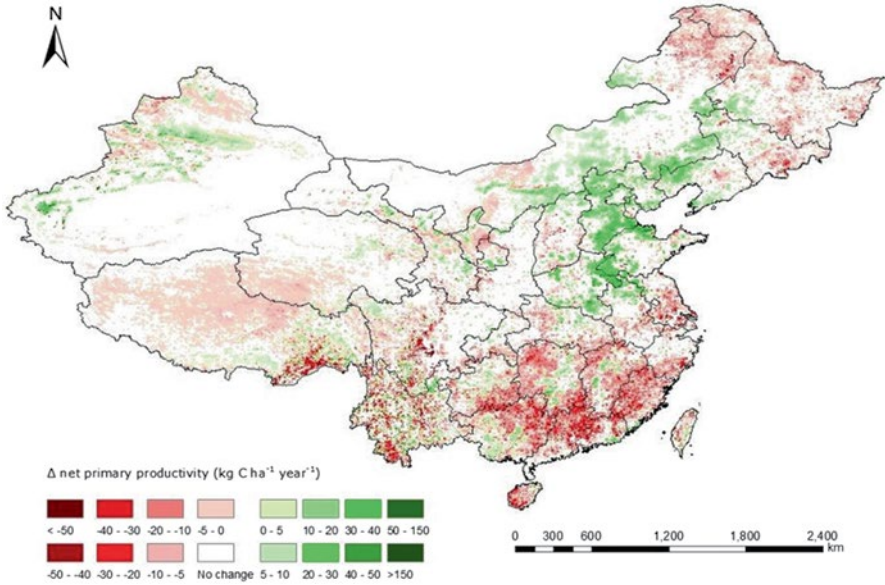 N
Δ net primary productivity (kg C ha⁻¹ year⁻¹)
< -50 -40 - -30 -20 - -10 -5 - 0 0 - 5 10 - 20 30 - 40 50 - 150
-50 - -40 -30 - -20 -10 - -5 No change 5 - 10 20 - 30 40 - 50 >150
0 300 600 1,200 1,800 2,400
km